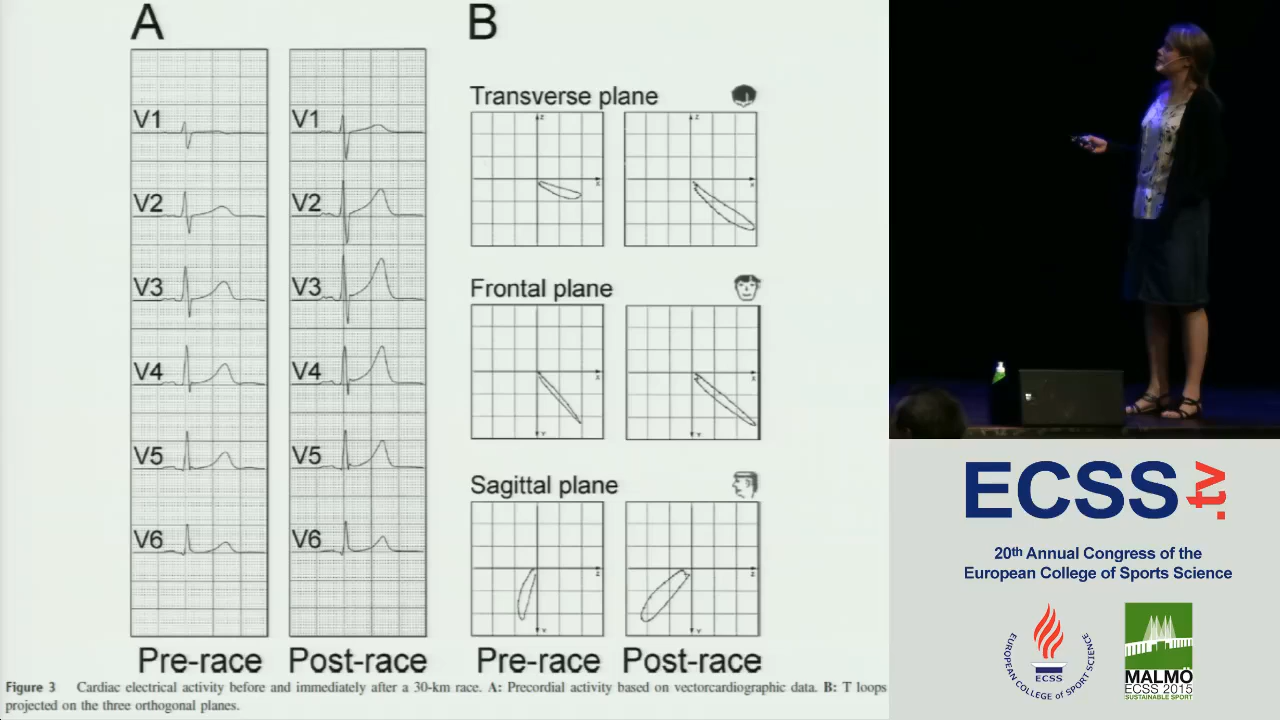 A
B
V1
V2
V3
V4
V5
V6
V1
V2
V3
V4
V5
V6
Pre-race
Post-race
Transverse plane
Frontal plane
Sagittal plane
Pre-race
Post-race
Figure 3 Cardiac electrical activity before and immediately after a 30-km race. A: Precordial activity based on vectorcardiographic data. B: T loops
projected on the three orthogonal planes.
ECSS.tv
20th Annual Congress of the
European College of Sports Science
EUROPEAN COLLEGE OF SPORT SCIENCE
ECSS
MALMÖ
ECSS 2015
SUSTAINABLE SPORT